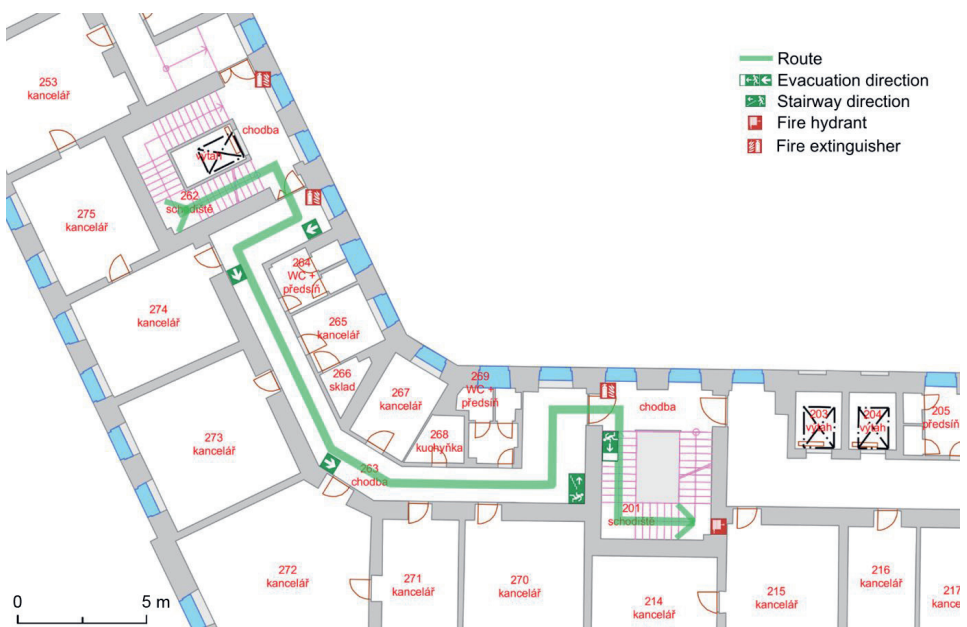 Route
Evacuation direction
Stairway direction
Fire hydrant
Fire extinguisher
253
kancelář
chodba
výtah
262
schodiště
275
kancelář
264
WC +
předsíň
274
kancelář
265
kancelář
266
sklad
267
kancelář
269
WC +
předsíň
268
kuchyňka
273
kancelář
263
chodba
chodba
203
výtah
204
výtah
205
předsíň
201
schodiště
272
kancelář
271
kancelář
270
kancelář
214
kancelář
215
kancelář
216
kancelář
217
kancelář
0 5 m